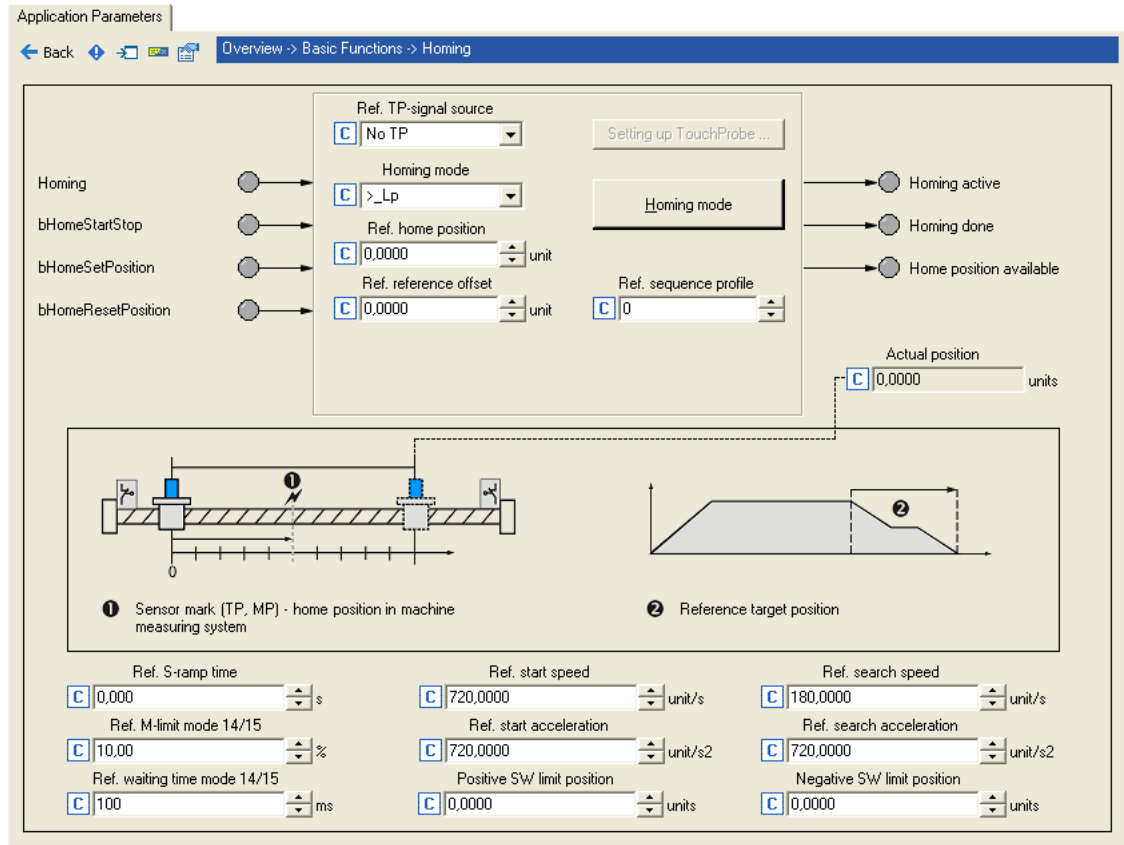 Application Parameters
Back
Overview -> Basic Functions -> Homing
Ref. TP-signal source
C No TP
Setting up TouchProbe ...
Homing mode
C >_Lp
Homing mode
Ref. home position
C 0,0000 unit
Ref. reference offset
C 0,0000 unit
Ref. sequence profile
C 0
Homing
bHomeStartStop
bHomeSetPosition
bHomeResetPosition
Homing active
Homing done
Home position available
Actual position
C 0,0000 units
1
0
2
1 Sensor mark (TP, MP) - home position in machine
measuring system
2 Reference target position
Ref. S-ramp time
C 0,000 s
Ref. start speed
C 720,0000 unit/s
Ref. search speed
C 180,0000 unit/s
Ref. M-limit mode 14/15
C 10,00 %
Ref. start acceleration
C 720,0000 unit/s2
Ref. search acceleration
C 720,0000 unit/s2
Ref. waiting time mode 14/15
C 100 ms
Positive SW limit position
C 0,0000 units
Negative SW limit position
C 0,0000 units